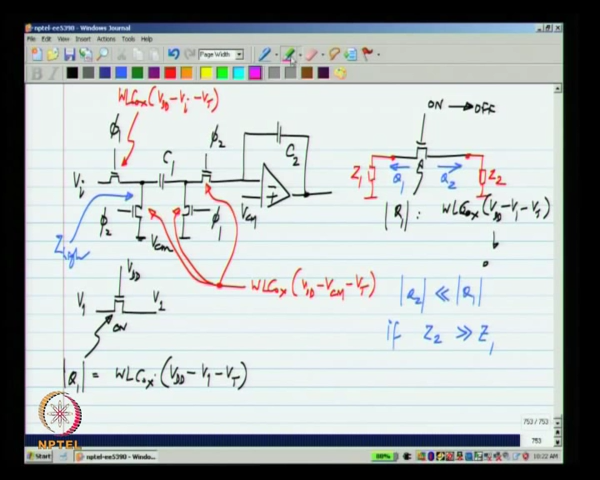 nptel-ee5390 - Windows Journal
File Edit View Insert Actions Tools Help
Page Width
B I
WLCox(VDD-Vi-VT)
ϕ1
ϕ2
C1
C2
Vi
ϕ2
ϕ1
Vcm
Vcm
VDD
V1
V1
ON
WLCox(VDD-Vcm-VT)
|Q1| = WLCox.(VDD-V1-VT)
ON → OFF
Z1
Q1
Q2
Z2
|Q1| : WLCox(VDD-V1-VT)
|Q2| << |Q1|
if Z2 >> Z1
753 / 753
753
NPTEL
Start
nptel-ee5390 - Windo...
10:22 AM